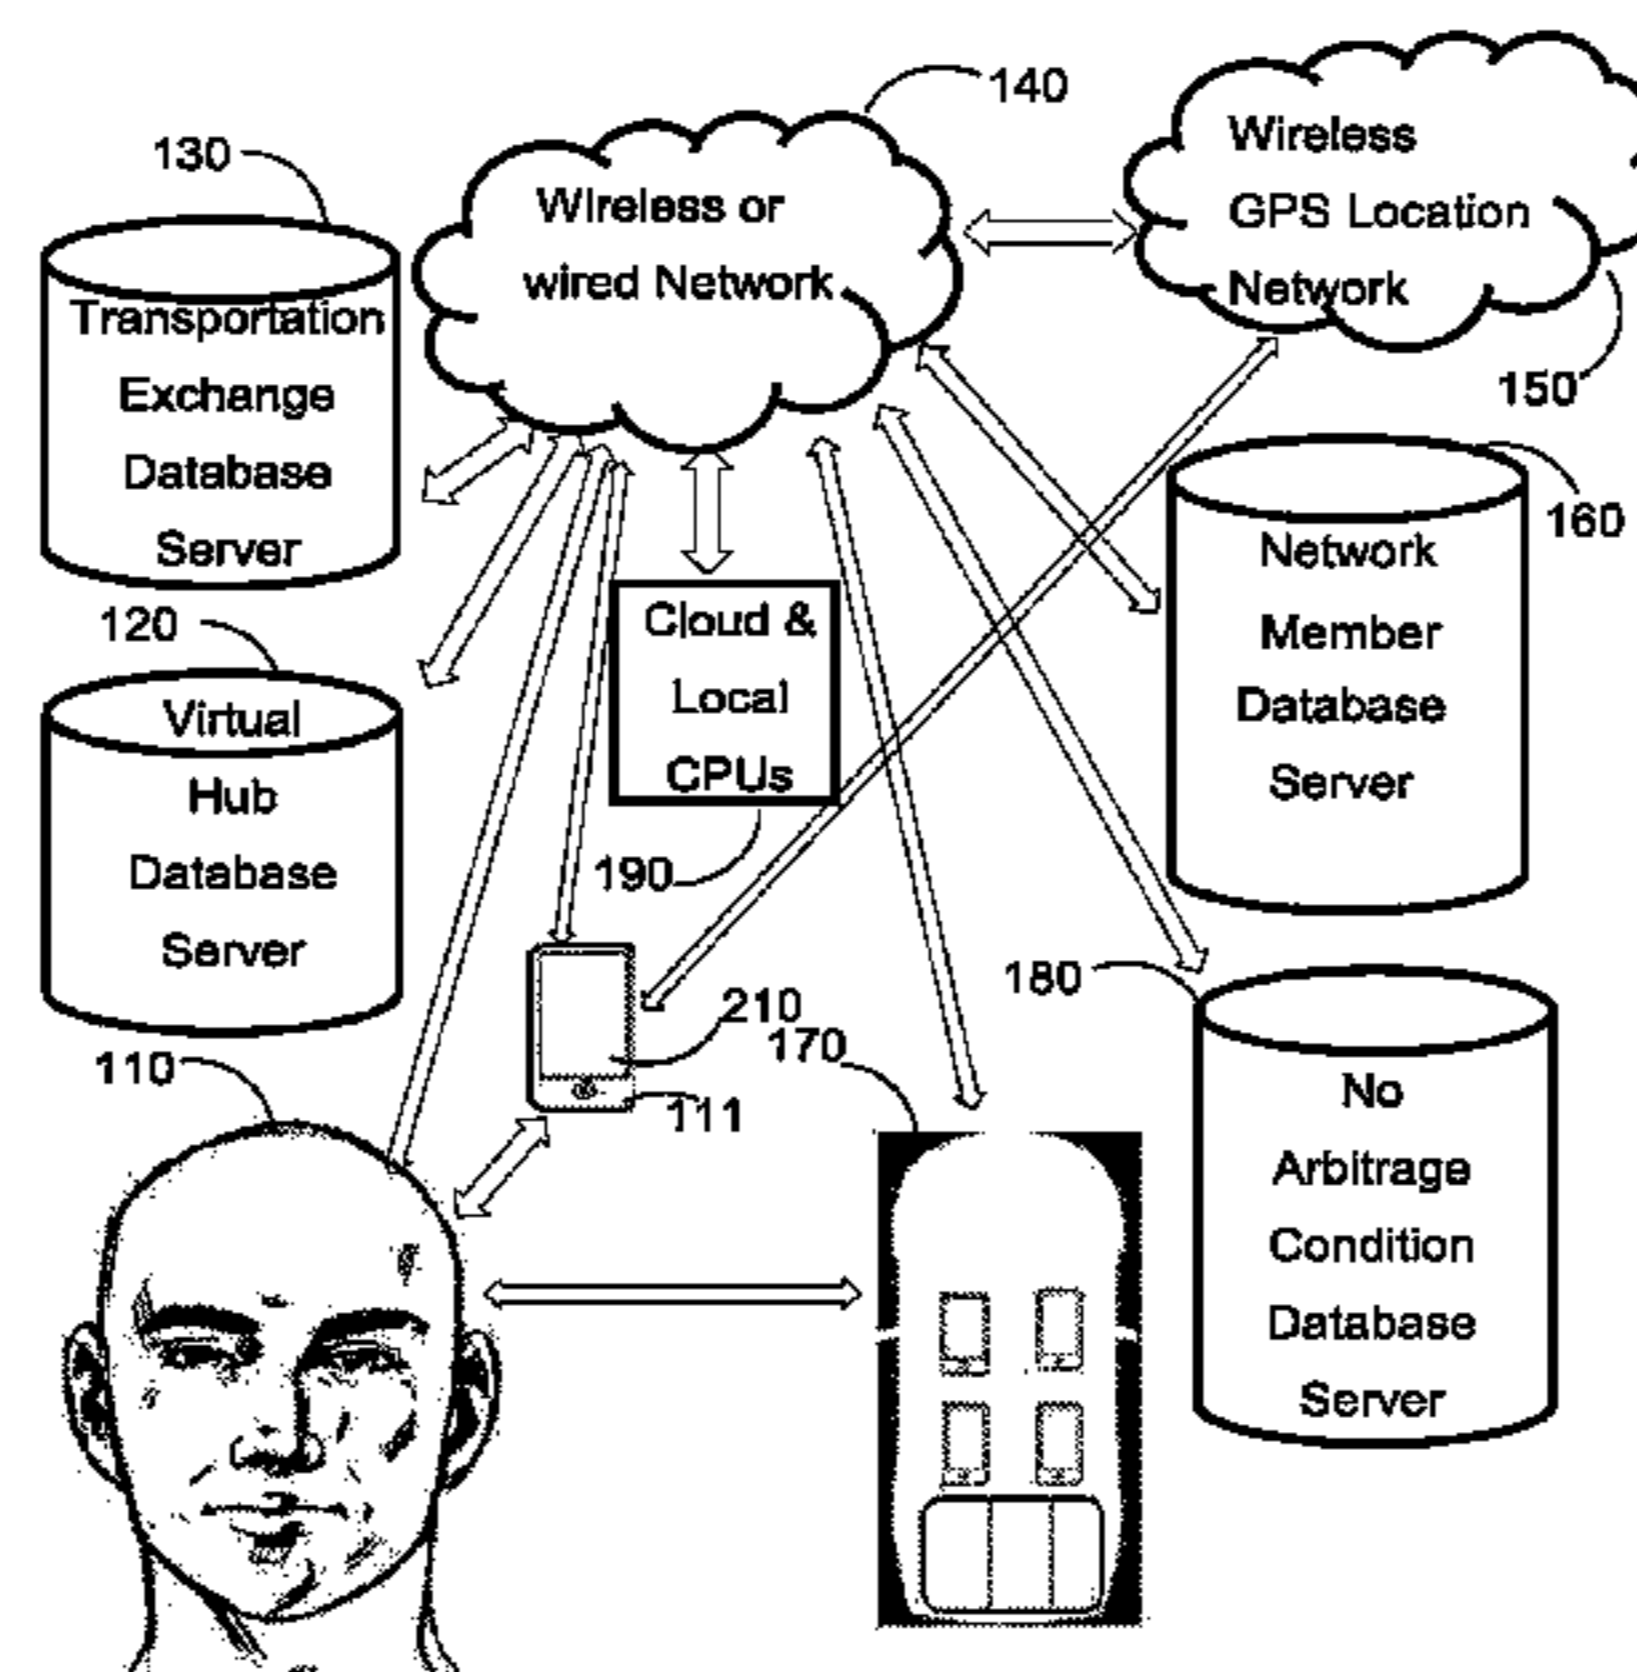 140
Wireless
GPS Location
Network
150
130
WIreless or
wired Network
Transportation
Exchange
Database
Server
160
Network
Member
Database
Server
120
Virtual
Hub
Database
Server
Cloud &
Local
CPUs
190
210
111
170
180
No
Arbitrage
Condition
Database
Server
110